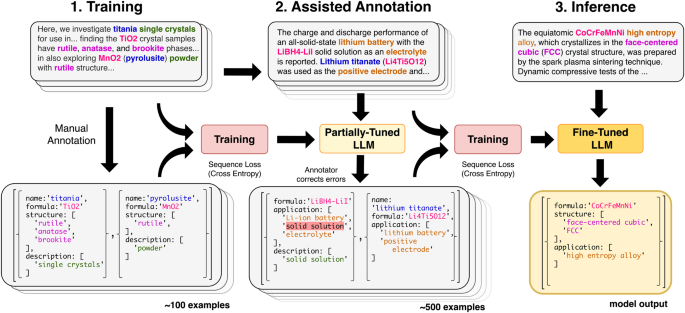 1. Training
Here, we investigate titania single crystals
for use in... finding the TiO2 crystal samples
have rutile, anatase, and brookite phases...
in also exploring MnO2 (pyrolusite) powder
with rutile structure...
Manual
Annotation
Training
Sequence Loss
(Cross Entropy)
name:'titania',
formula:'TiO2'
structure: [
'rutile',
'anatase',
'brookite'
],
description: [
'single crystals'
]
,
name:'pyrolusite',
formula:'MnO2'
structure: [
'rutile',
],
description: [
'powder'
]
~100 examples
2. Assisted Annotation
The charge and discharge performance of
an all-solid-state lithium battery with the
LiBH4-LiI solid solution as an electrolyte
is reported. Lithium titanate (Li4Ti5O12)
was used as the positive electrode and...
Partially-Tuned
LLM
Annotator
corrects errors
formula:'LiBH4-LiI'
application: [
'Li-ion battery'
'solid solution'
'electrolyte'
],
description: [
'solid solution'
]
,
name:
'lithium titanate',
formula:'Li4Ti5O12'
application: [
'lithium battery'
'positive
electrode'
]
~500 examples
Training
Sequence Loss
(Cross Entropy)
3. Inference
The equiatomic CoCrFeMnNi high entropy
alloy, which crystallizes in the face-centered
cubic (FCC) crystal structure, was prepared
by the spark plasma sintering technique.
Dynamic compressive tests of the ...
Fine-Tuned
LLM
formula:'CoCrFeMnNi'
structure: [
'face-centered cubic',
'FCC'
],
application: [
'high entropy alloy'
]
model output